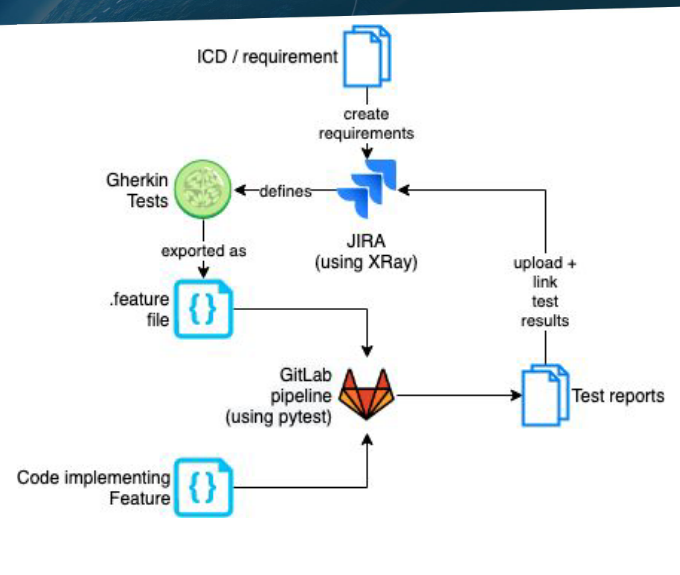 ICD / requirement
create
requirements
Gherkin
Tests
defines
JIRA
(using XRay)
exported as
upload +
link
test
results
.feature
file
GitLab
pipeline
(using pytest)
Test reports
Code implementing
Feature